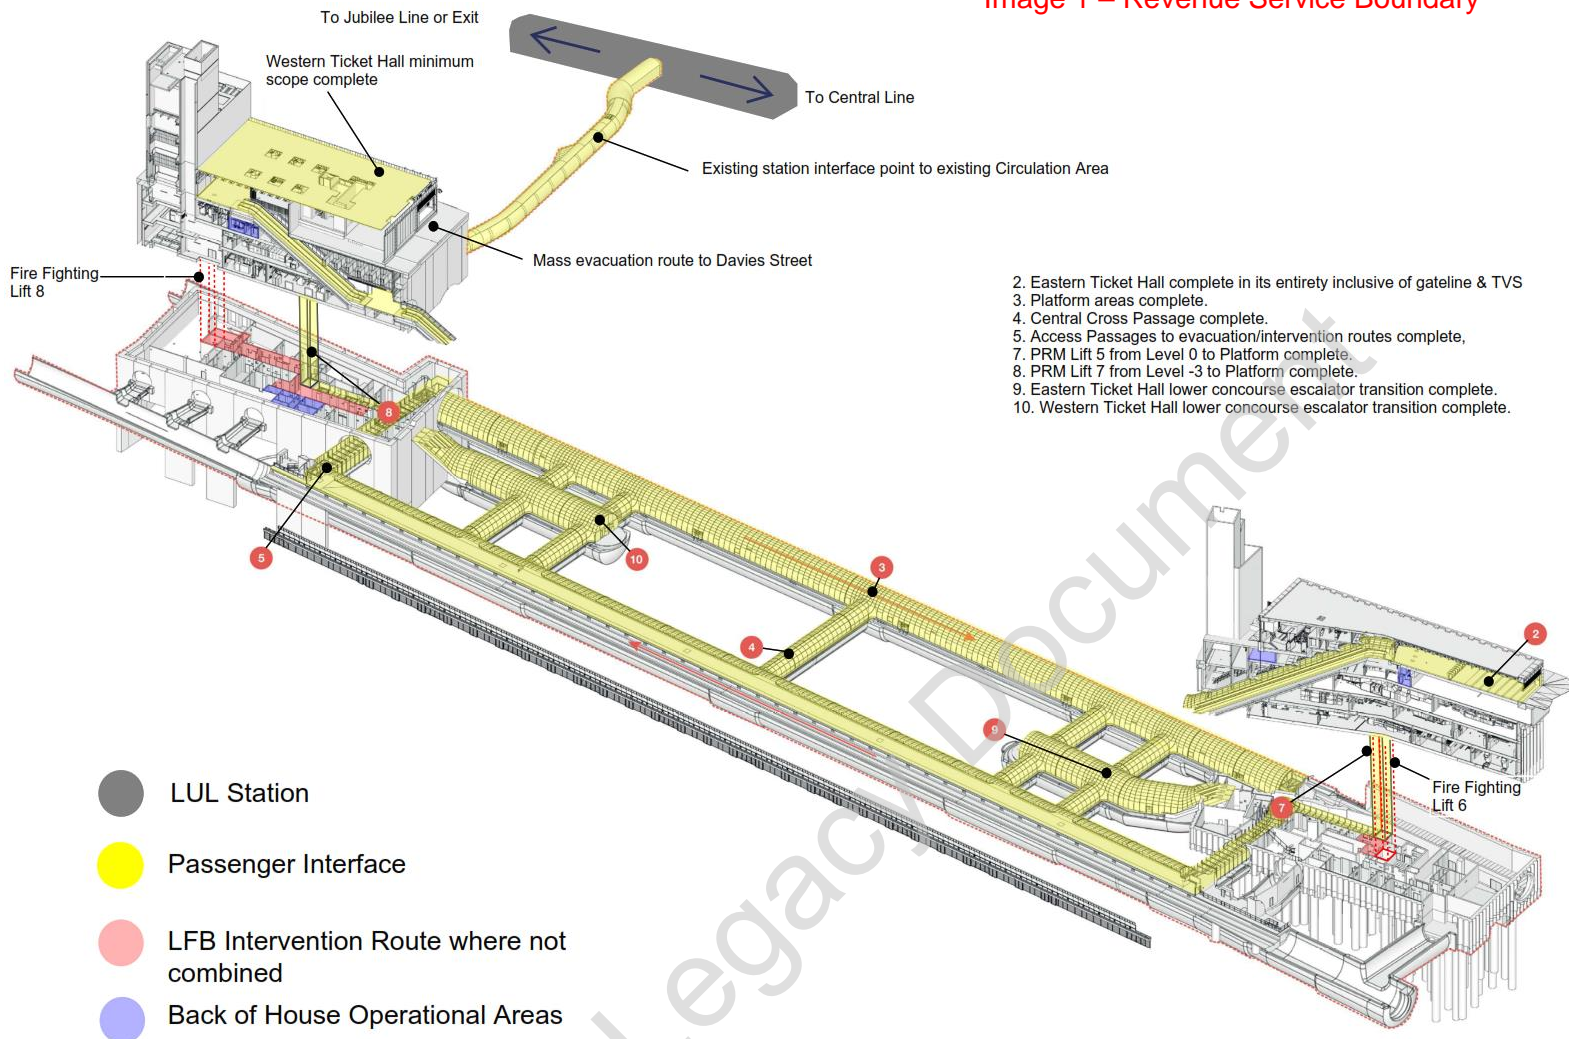 Image 1 – Revenue Service Boundary
To Jubilee Line or Exit
Western Ticket Hall minimum
scope complete
To Central Line
Existing station interface point to existing Circulation Area
Mass evacuation route to Davies Street
Fire Fighting
Lift 8
2. Eastern Ticket Hall complete in its entirety inclusive of gateline & TVS
3. Platform areas complete.
4. Central Cross Passage complete.
5. Access Passages to evacuation/intervention routes complete,
7. PRM Lift 5 from Level 0 to Platform complete.
8. PRM Lift 7 from Level -3 to Platform complete.
9. Eastern Ticket Hall lower concourse escalator transition complete.
10. Western Ticket Hall lower concourse escalator transition complete.
8
5
10
3
4
2
9
7
Fire Fighting
Lift 6
LUL Station
Passenger Interface
LFB Intervention Route where not
combined
Back of House Operational Areas
Legacy Document